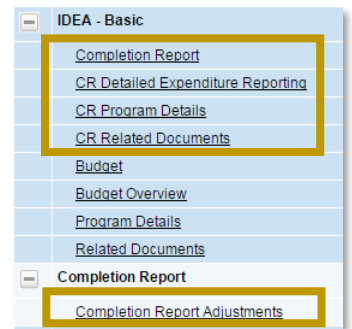 IDEA - Basic
Completion Report
CR Detailed Expenditure Reporting
CR Program Details
CR Related Documents
Budget
Budget Overview
Program Details
Related Documents
Completion Report
Completion Report Adjustments